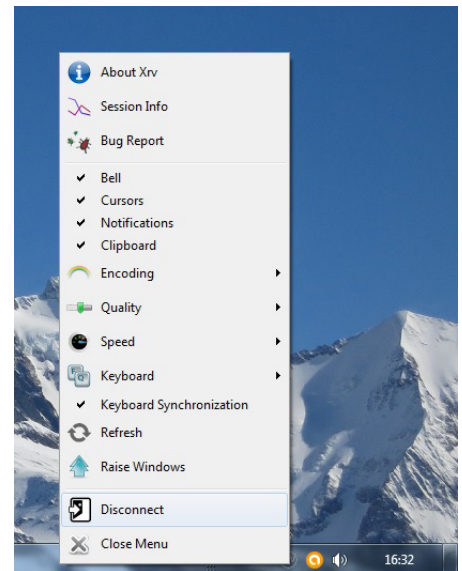 About Xrv
Session Info
Bug Report
Bell
Cursors
Notifications
Clipboard
Encoding
Quality
Speed
Keyboard
Keyboard Synchronization
Refresh
Raise Windows
Disconnect
Close Menu
16:32